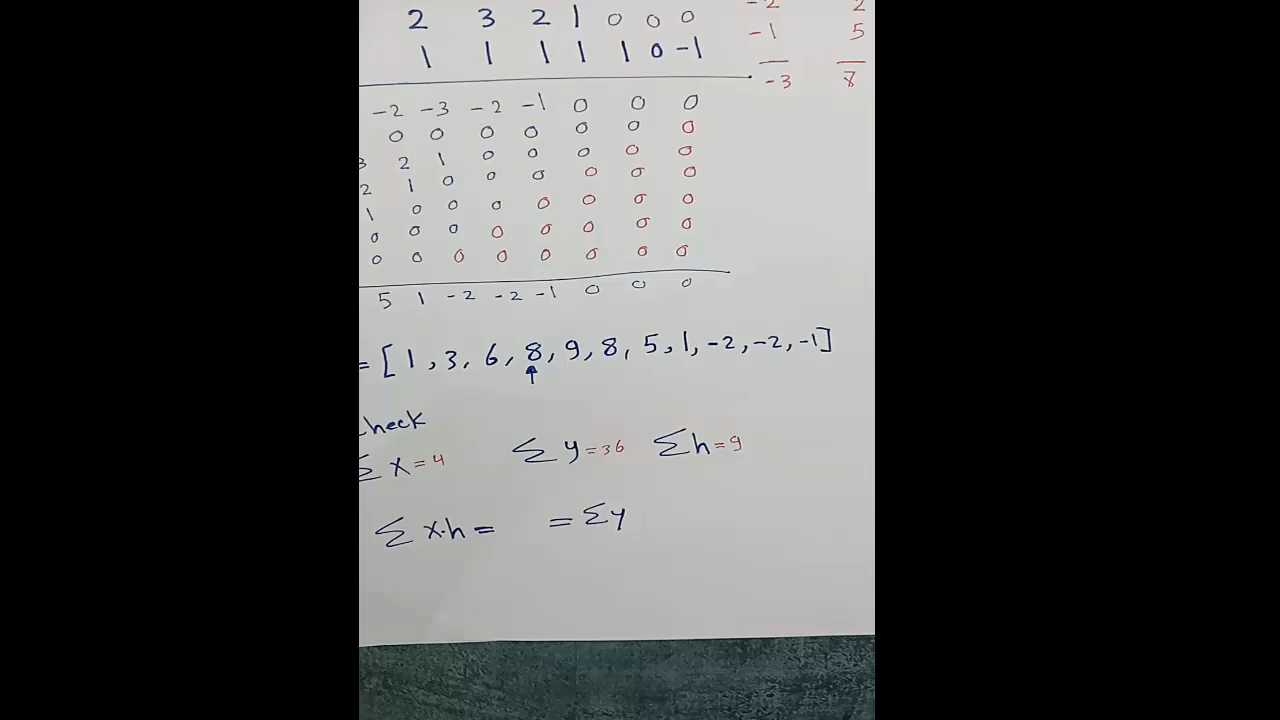 2 3 2 1 0 0 0
1 1 1 1 1 0 -1
-2 2
-1 5
-3 8
-2 -3 -2 -1 0 0 0
0 0 0 0 0 0 0
3 2 1 0 0 0 0 0
2 1 0 0 0 0 0 0
1 0 0 0 0 0 0 0
0 0 0 0 0 0 0 0
0 0 0 0 0 0 0 0
5 1 -2 -2 -1 0 0 0
= [1, 3, 6, 8, 9, 8, 5, 1, -2, -2, -1]
↑
check
Σ x = 4 Σ y = 36 Σ h = 9
Σ x·h = = Σ y